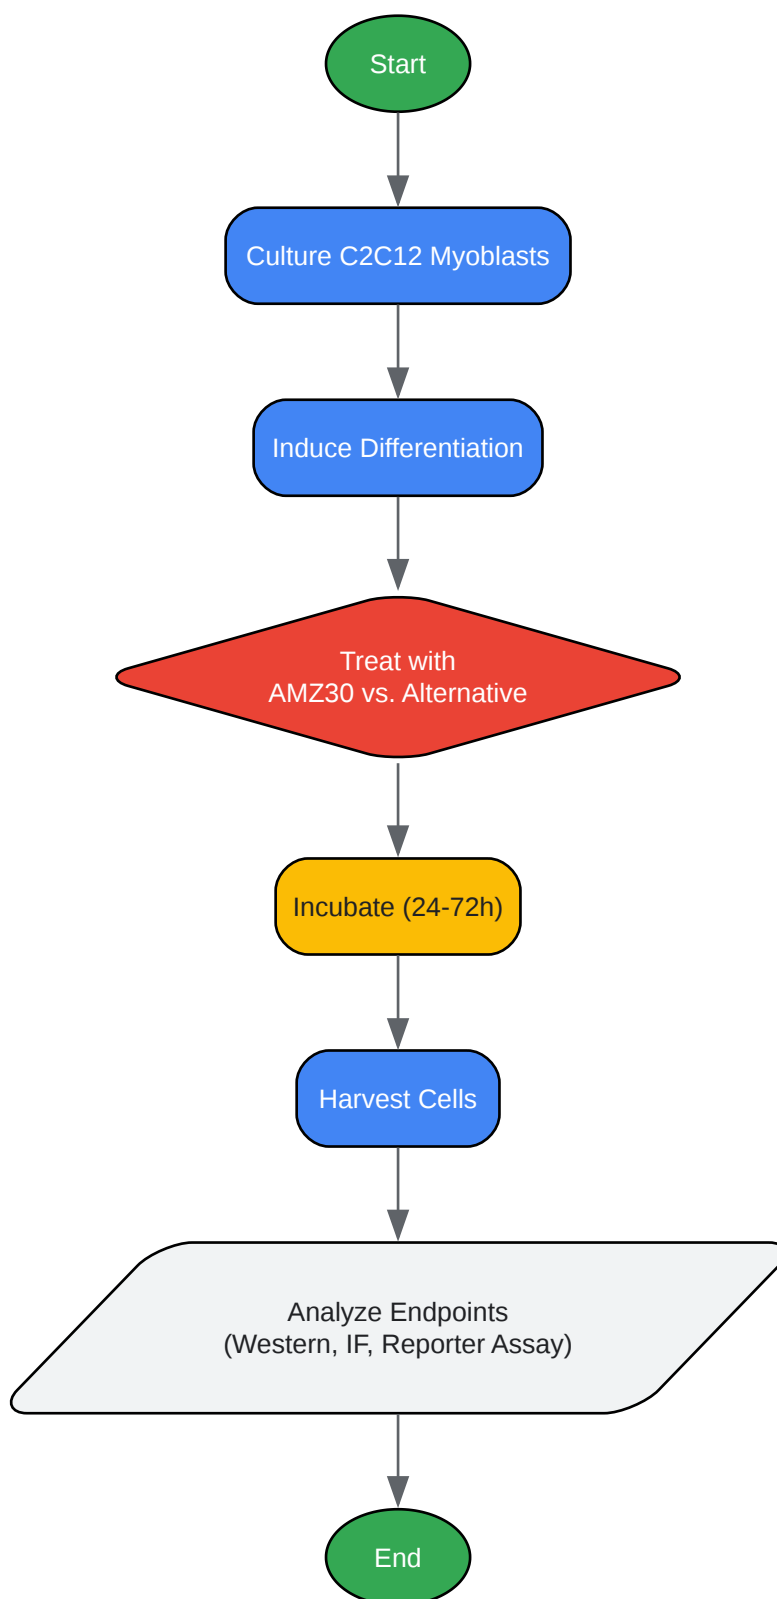 Start
Culture C2C12 Myoblasts
Induce Differentiation
Treat with
AMZ30 vs. Alternative
Incubate (24-72h)
Harvest Cells
Analyze Endpoints
(Western, IF, Reporter Assay)
End